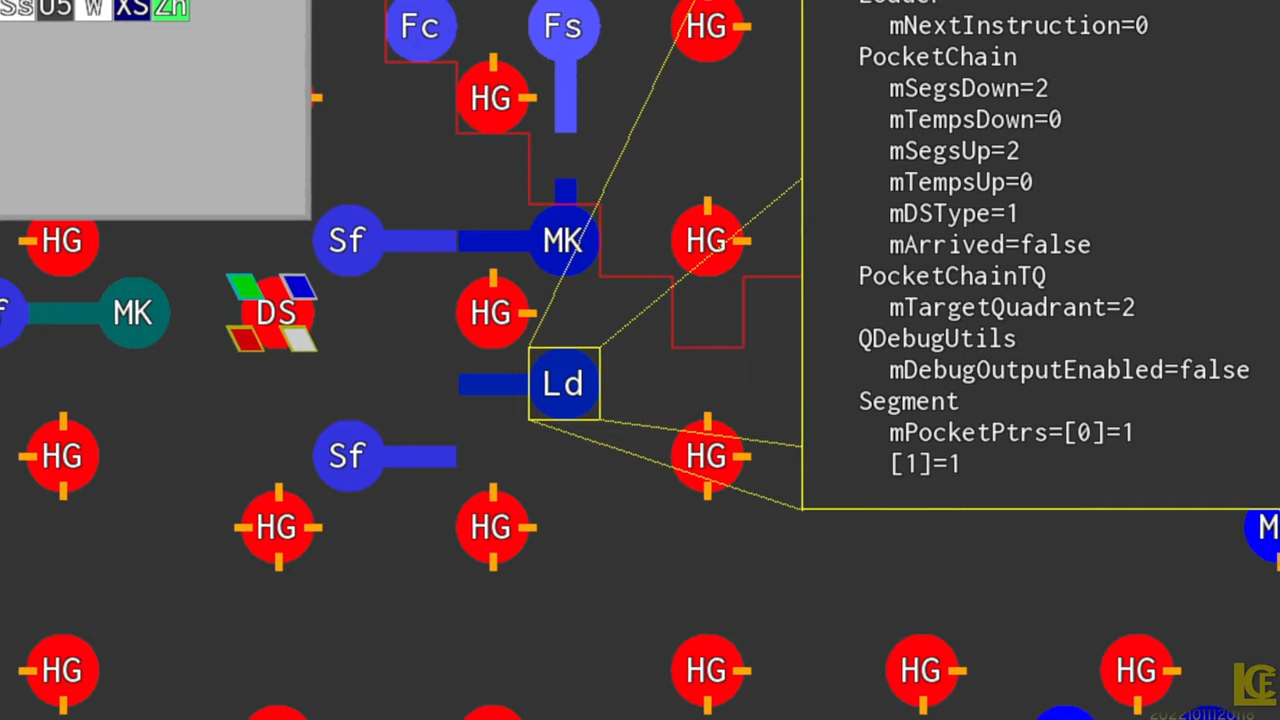 Ss U5 W XS Zn
Fc
Fs
HG
mNextInstruction=0
PocketChain
HG
mSegsDown=2
mTempsDown=0
mSegsUp=2
mTempsUp=0
mDSType=1
HG
Sf
MK
HG
mArrived=false
PocketChainTQ
MK
DS
HG
mTargetQuadrant=2
QDebugUtils
mDebugOutputEnabled=false
Ld
Segment
mPocketPtrs=[0]=1
[1]=1
HG
Sf
HG
HG
HG
HG
HG
HG
HG